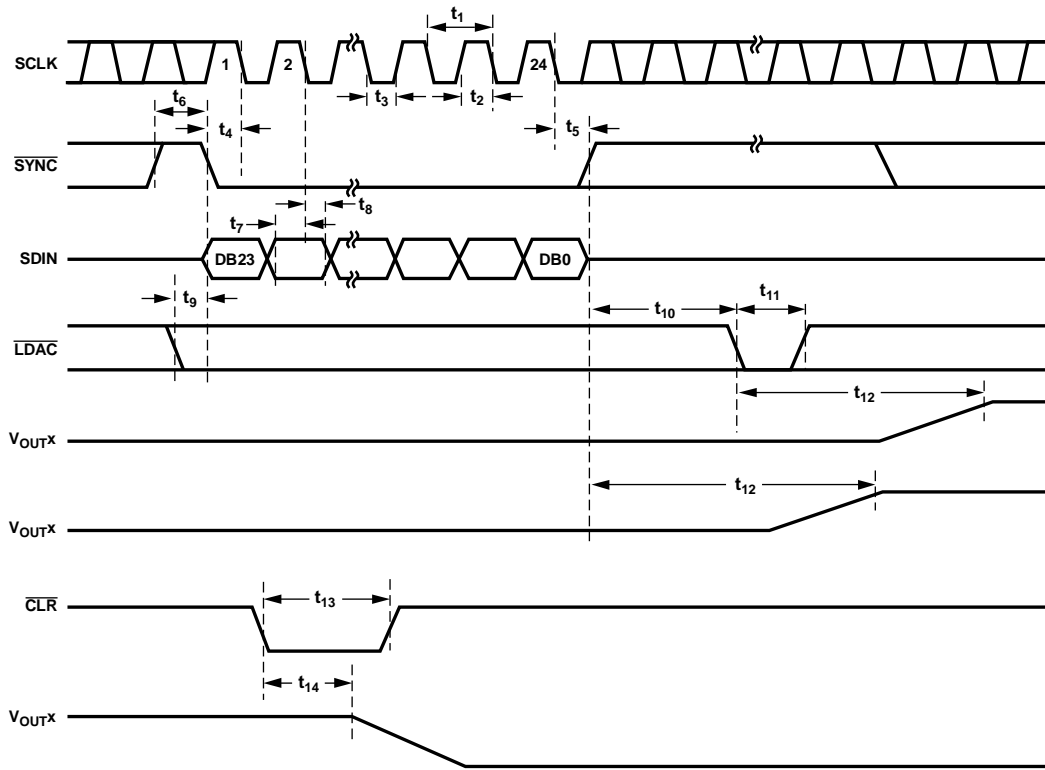 t1
SCLK
1
2
24
t3
t2
t6
t4
t5
SYNC
t8
t7
SDIN
DB23
DB0
t9
t10
t11
LDAC
t12
VOUTx
t12
VOUTx
t13
CLR
t14
VOUTx